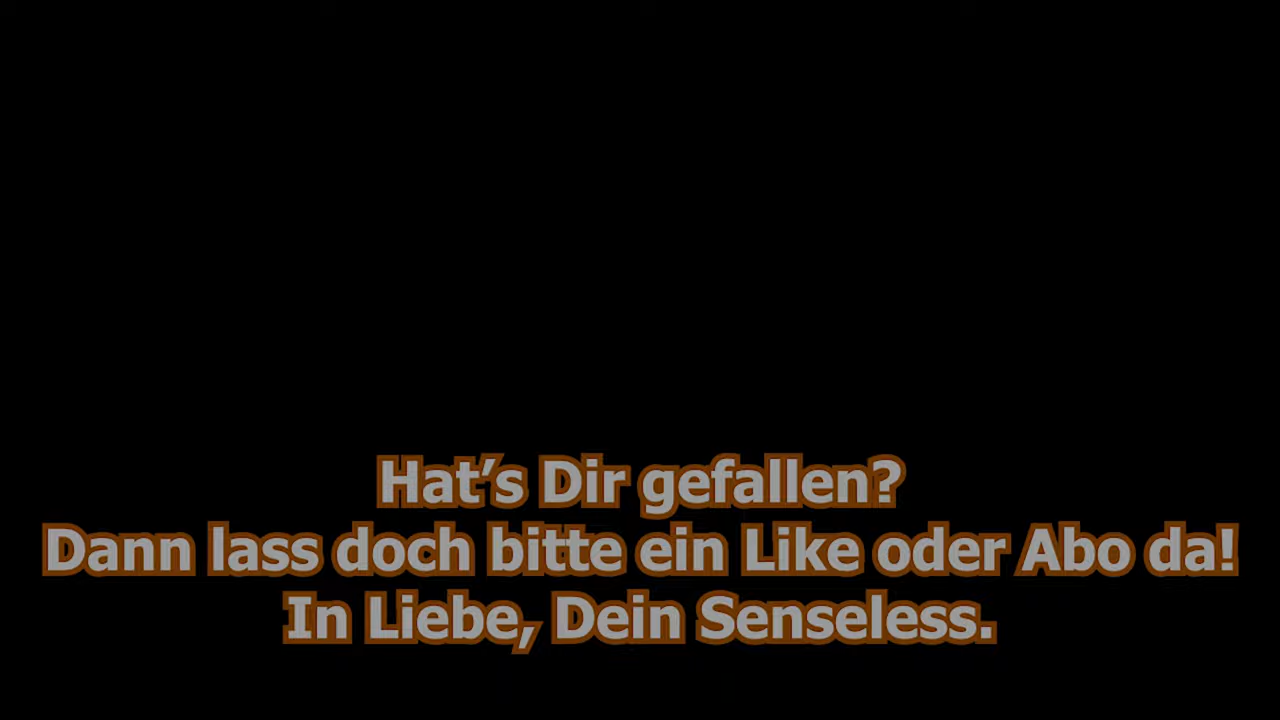 Hat’s Dir gefallen?
Dann lass doch bitte ein Like oder Abo da!
In Liebe, Dein Senseless.